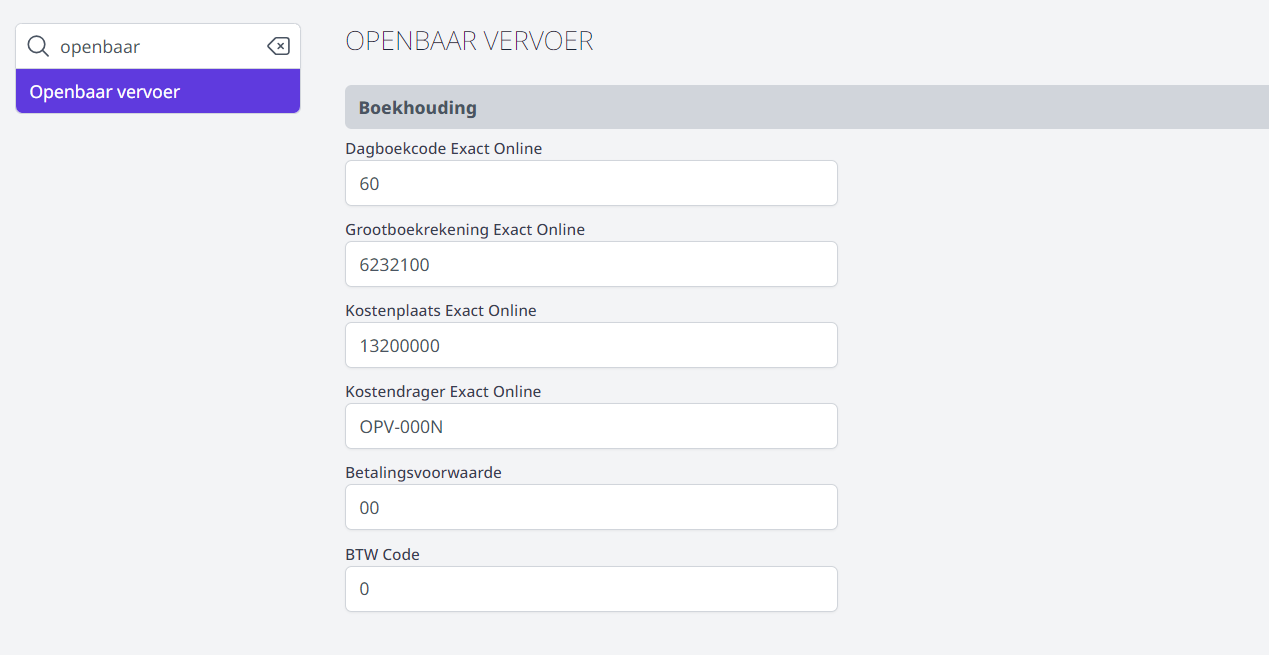 openbaar
Openbaar vervoer
OPENBAAR VERVOER
Boekhouding
Dagboekcode Exact Online
60
Grootboekrekening Exact Online
6232100
Kostenplaats Exact Online
13200000
Kostendrager Exact Online
OPV-000N
Betalingsvoorwaarde
00
BTW Code
0